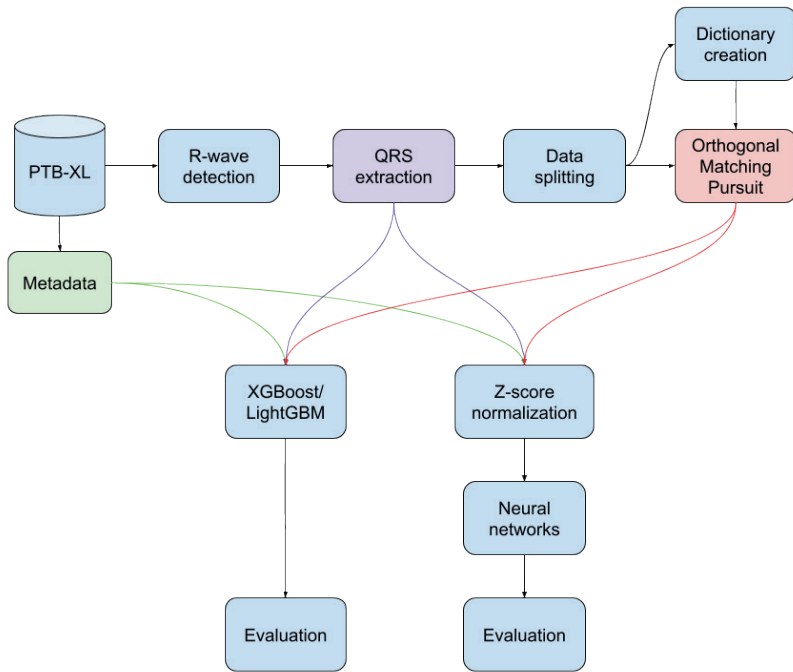 Dictionary
creation
PTB-XL
R-wave
detection
QRS
extraction
Data
splitting
Orthogonal
Matching
Pursuit
Metadata
XGBoost/
LightGBM
Z-score
normalization
Neural
networks
Evaluation
Evaluation